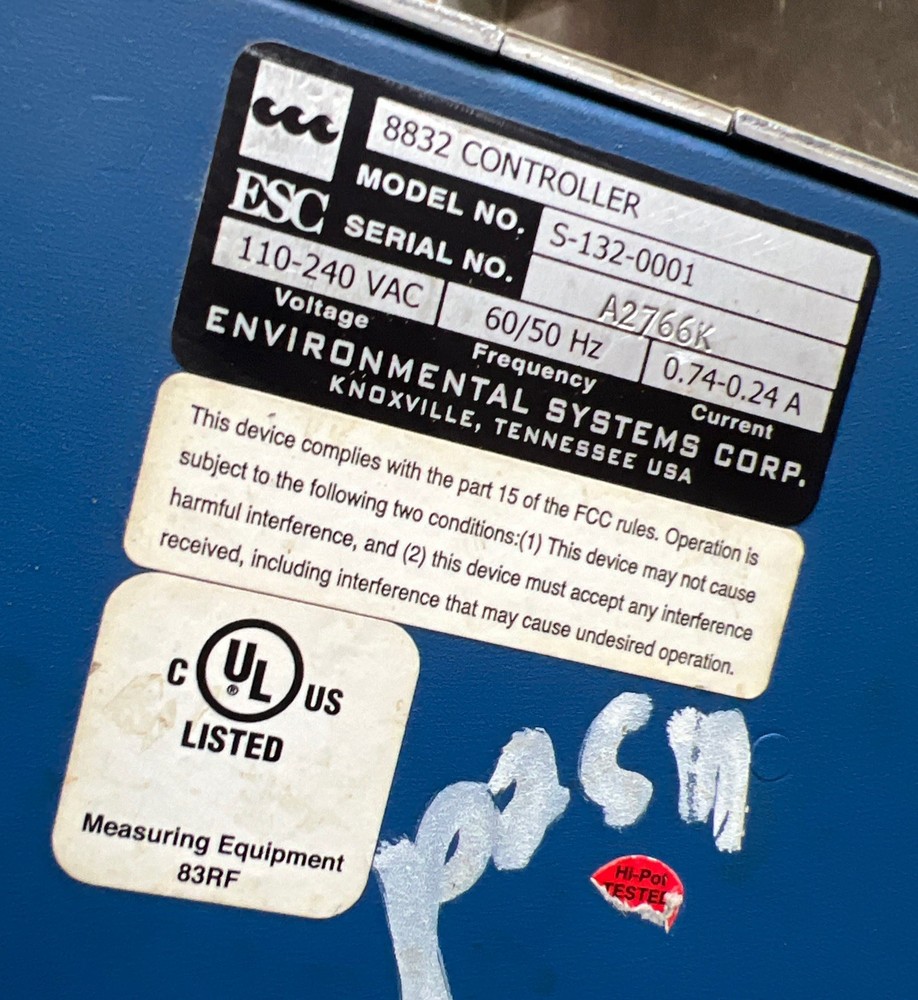 8832 CONTROLLER
MODEL NO. S-132-0001
ESC SERIAL NO. A2766K
110-240 VAC 60/50 Hz 0.74-0.24 A
Voltage Frequency Current
ENVIRONMENTAL SYSTEMS CORP.
KNOXVILLE, TENNESSEE USA
This device complies with the part 15 of the FCC rules. Operation is
subject to the following two conditions:(1) This device may not cause
harmful interference, and (2) this device must accept any interference
received, including interference that may cause undesired operation.
C UL® US
LISTED
Measuring Equipment
83RF
Hi-Pot
TESTED